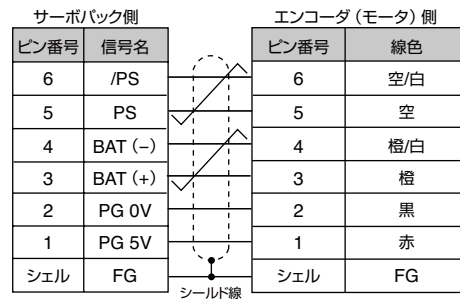 サーボパック側
エンコーダ（モータ）側
ピン番号 信号名 ピン番号 線色
6 /PS 6 空/白
5 PS 5 空
4 BAT（−） 4 橙/白
3 BAT（+） 3 橙
2 PG 0V 2 黒
1 PG 5V 1 赤
シェル FG シェル FG
シールド線